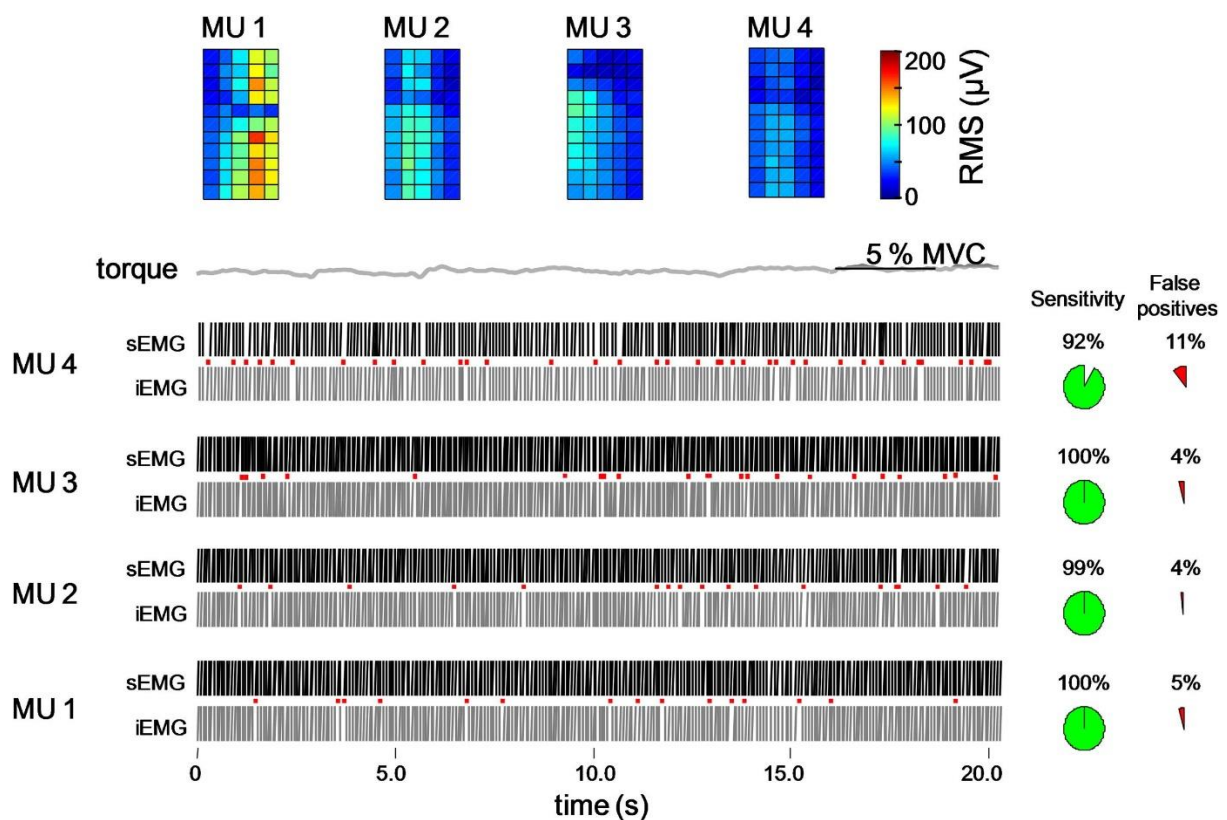 MU 1 MU 2 MU 3 MU 4
200
100
0
RMS (µV)
torque
5 % MVC
Sensitivity
False
positives
MU 4
sEMG
iEMG
92%
11%
MU 3
sEMG
iEMG
100%
4%
MU 2
sEMG
iEMG
99%
4%
MU 1
sEMG
iEMG
100%
5%
0 5.0 10.0 15.0 20.0
time (s)